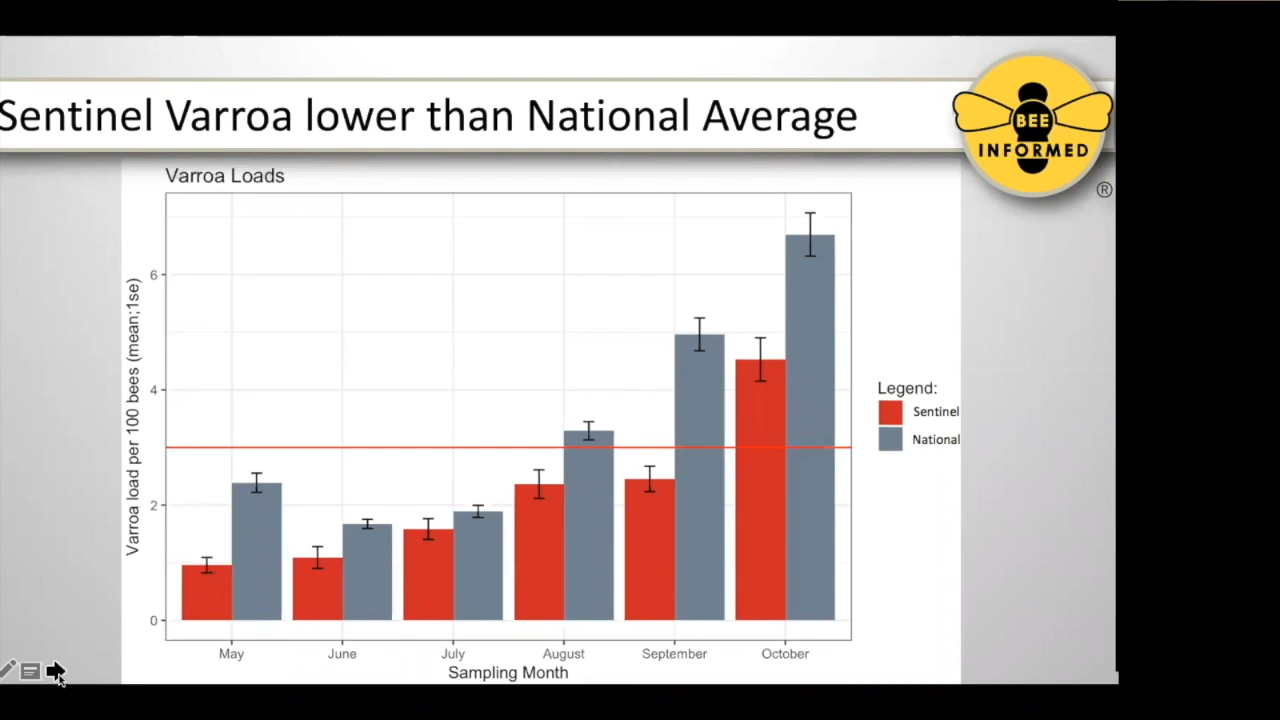 Sentinel Varroa lower than National Average
BEE
INFORMED
®
Varroa Loads
Varroa load per 100 bees (mean;1se)
6
4
2
0
May June July August September October
Sampling Month
Legend:
Sentinel
National